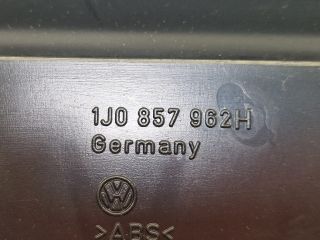 1J0 857 962H
Germany
>ABS<